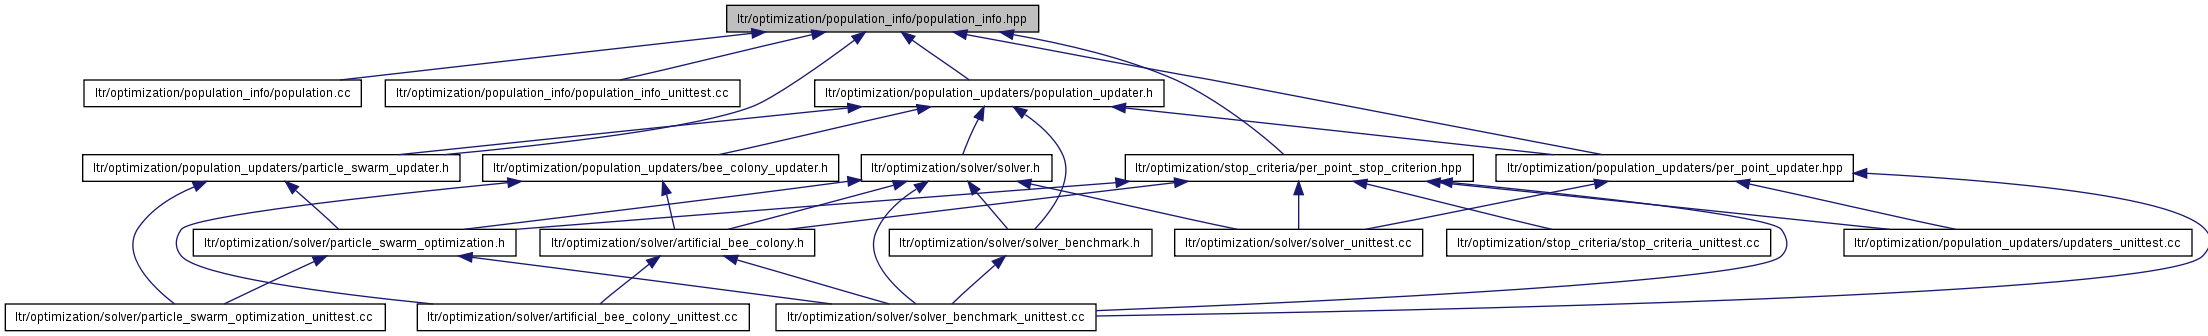 ltr/optimization/population_info/population_info.hpp
ltr/optimization/population_info/population.cc
ltr/optimization/population_info/population_info_unittest.cc
ltr/optimization/population_updaters/population_updater.h
ltr/optimization/population_updaters/particle_swarm_updater.h
ltr/optimization/population_updaters/bee_colony_updater.h
ltr/optimization/solver/solver.h
ltr/optimization/stop_criteria/per_point_stop_criterion.hpp
ltr/optimization/population_updaters/per_point_updater.hpp
ltr/optimization/solver/particle_swarm_optimization.h
ltr/optimization/solver/artificial_bee_colony.h
ltr/optimization/solver/solver_benchmark.h
ltr/optimization/solver/solver_unittest.cc
ltr/optimization/stop_criteria/stop_criteria_unittest.cc
ltr/optimization/population_updaters/updaters_unittest.cc
ltr/optimization/solver/particle_swarm_optimization_unittest.cc
ltr/optimization/solver/artificial_bee_colony_unittest.cc
ltr/optimization/solver/solver_benchmark_unittest.cc